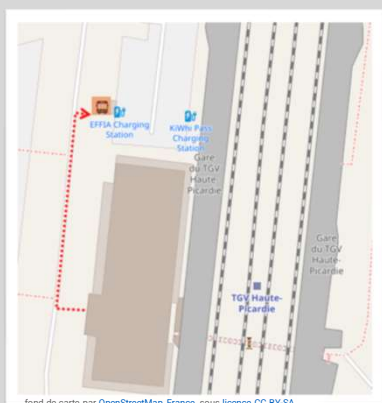 EFFIA Charging
Station
KiWhi Pass
Charging
Station
Gare
du TGV
Haute-
Picardie
Gare
du TGV
Haute-
Picardie
TGV Haute-
Picardie
fond de carte par OpenStreetMap France, sous licence CC BY-SA